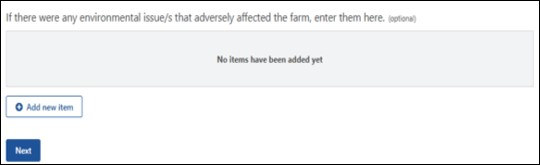 If there were any environmental issue/s that adversely affected the farm, enter them here. (optional)
No items have been added yet
Add new item
Next